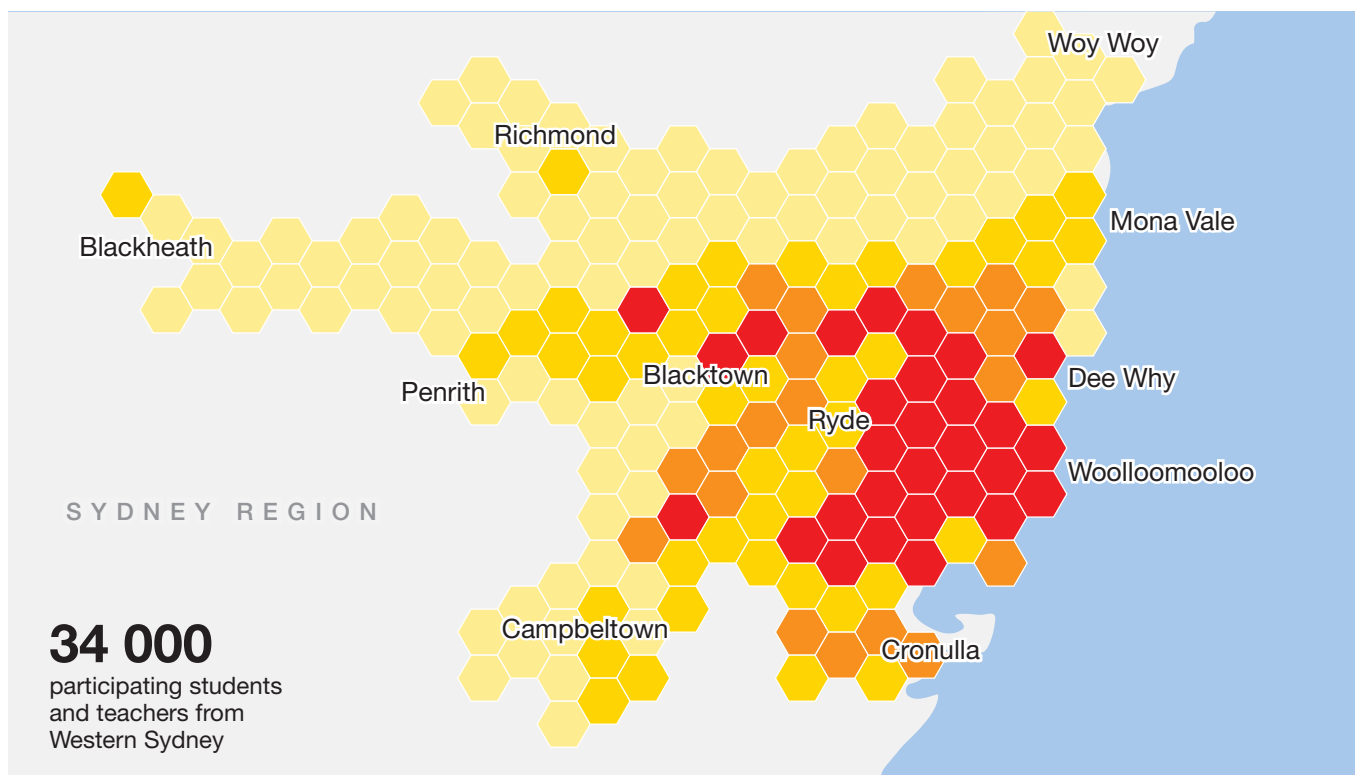 Woy Woy
Richmond
Mona Vale
Blackheath
Blacktown
Dee Why
Penrith
Ryde
Woolloomooloo
SYDNEY REGION
Campbeltown
Cronulla
34 000
participating students
and teachers from
Western Sydney